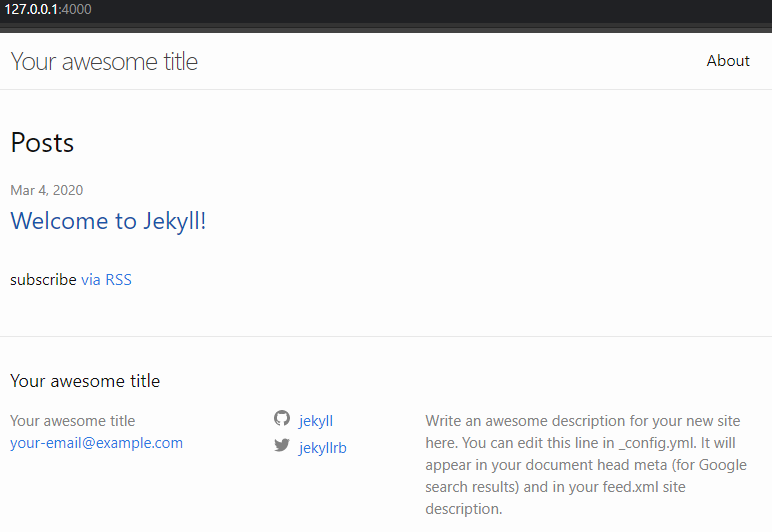 127.0.0.1:4000
Your awesome title
About
Posts
Mar 4, 2020
Welcome to Jekyll!
subscribe via RSS
Your awesome title
Your awesome title
your-email@example.com
jekyll
jekyllrb
Write an awesome description for your new site
here. You can edit this line in _config.yml. It will
appear in your document head meta (for Google
search results) and in your feed.xml site
description.